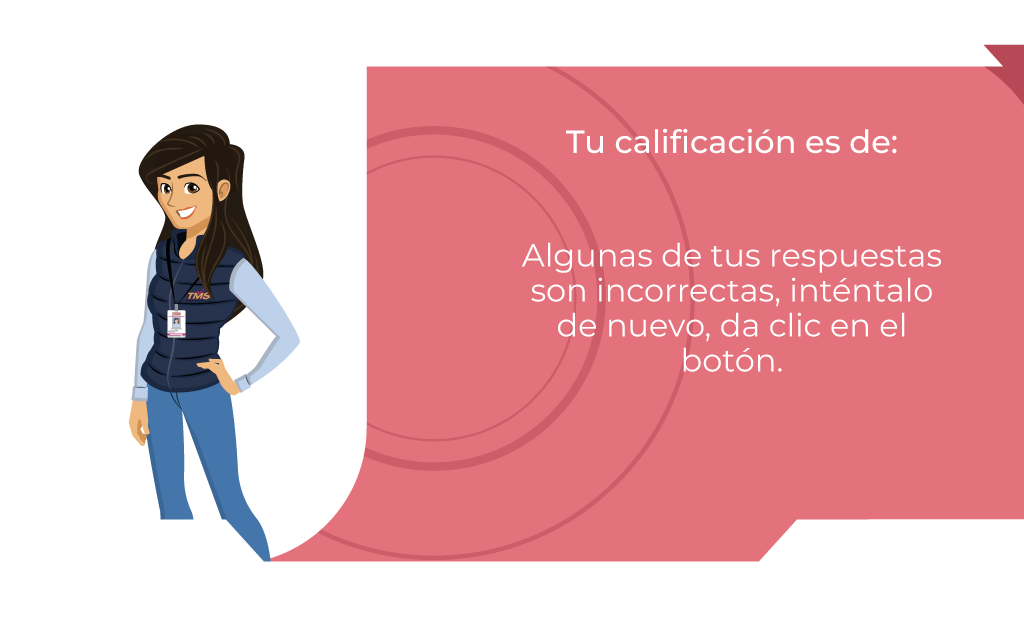 Tu calificación es de:
Algunas de tus respuestas
son incorrectas, inténtalo
de nuevo, da clic en el
botón.
TMS